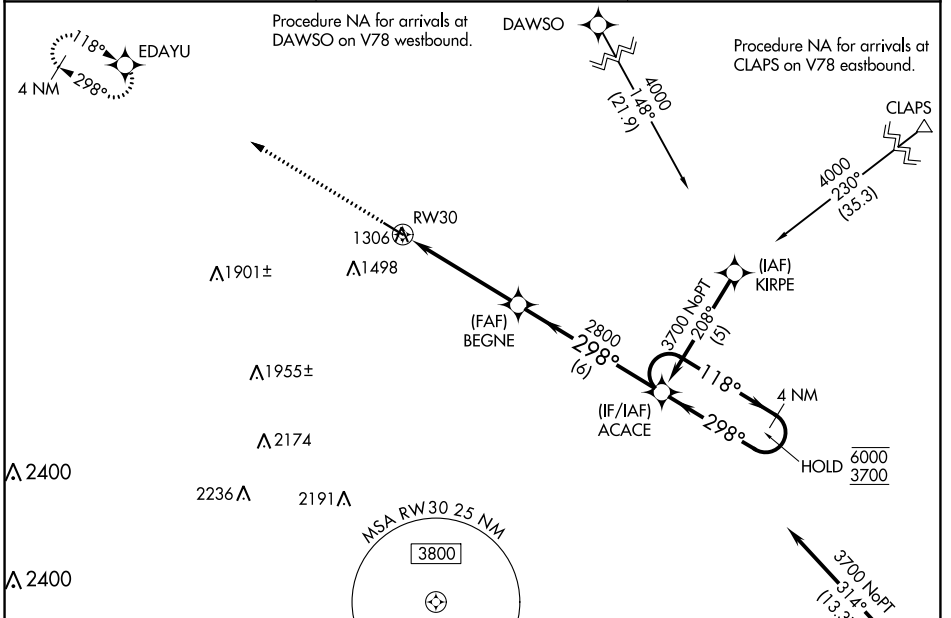 Procedure NA for arrivals at
DAWSO on V78 westbound.
DAWSO
Procedure NA for arrivals at
CLAPS on V78 eastbound.
118°
EDAYU
4 NM
298°
4000
148°
(21.9)
CLAPS
4000
230°
(35.3)
RW30
1306
1901±
1498
(IAF)
KIRPE
(FAF)
BEGNE
2800
298°
(6)
3700 NoPT
208°
(5)
1955±
118°
4 NM
(IF/IAF)
ACACE
298°
2174
HOLD
6000
3700
2400
2236
2191
MSA RW30 25 NM
3800
2400
3700 NoPT
314°